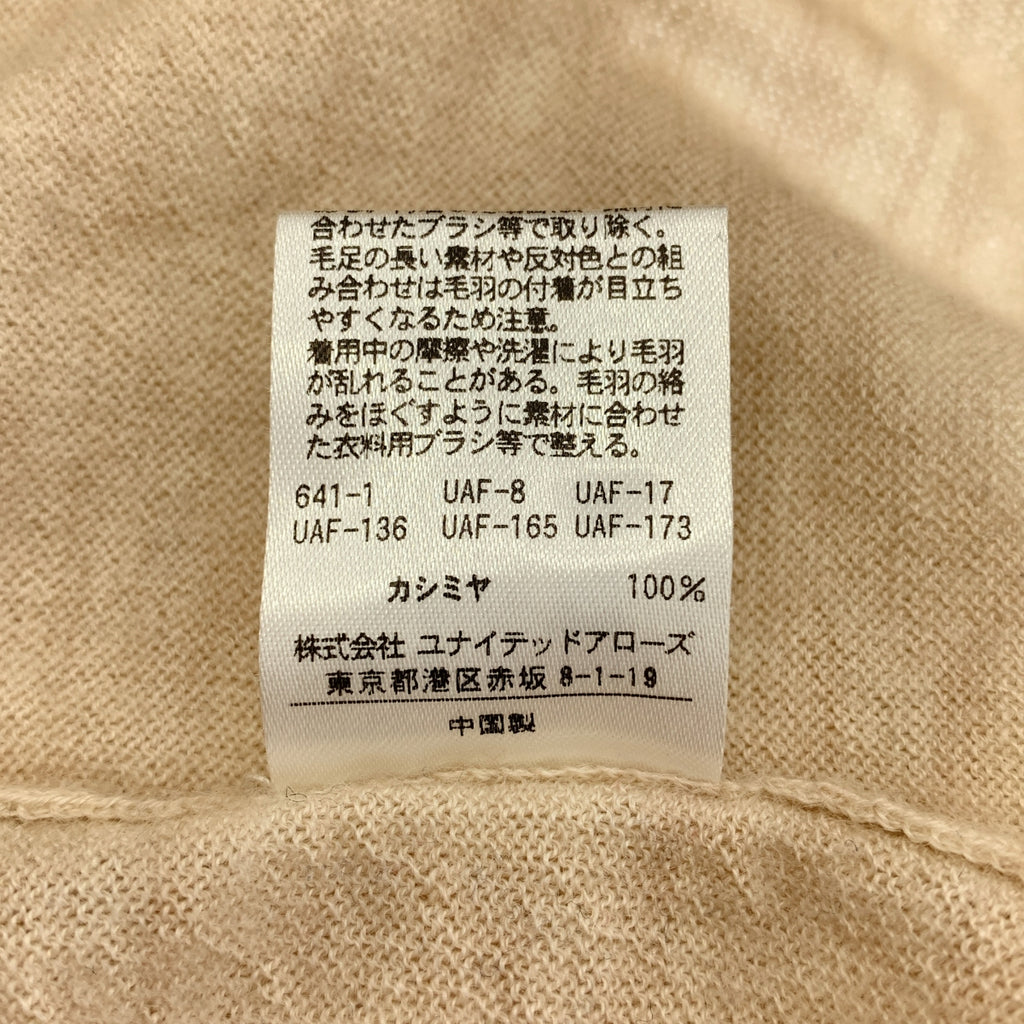 合わせたブラシ等で取り除く。
毛足の長い素材や反対色との組
み合わせは毛羽の付着が目立ち
やすくなるため注意。
着用中の摩擦や洗濯により毛羽
が乱れることがある。毛羽の絡
みをほぐすように素材に合わせ
た衣料用ブラシ等で整える。
641-1 UAF-8 UAF-17
UAF-136 UAF-165 UAF-173
カシミヤ 100%
株式会社 ユナイテッドアローズ
東京都港区赤坂 8-1-19
中国製